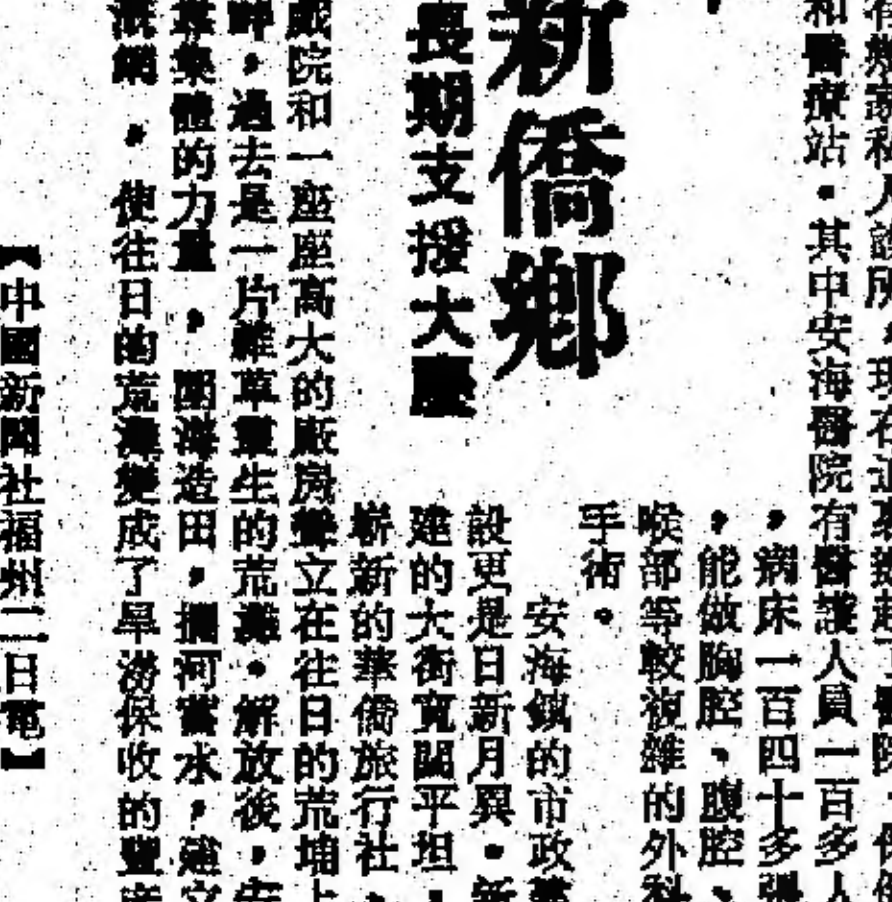 和醫療站。其中安海醫院有醫護人員一百多人
，病床一百四十多張
，能做胸腔、腹腔、
喉部等較複雜的外科
手術。
安海鎮的市政建
設更是日新月異。新
建的大街寬闊平坦，
嶄新的華僑旅行社、
新僑鄉
長期支援大慶
戲院和一座座高大的廠房聳立在往日的荒埔上
，過去是一片雜草叢生的荒灘。解放後，安
集體的力量，圍海造田，攔河蓄水，建立
網，使往日的荒灘變成了旱澇保收的豐產
【中國新聞社福州二日電】